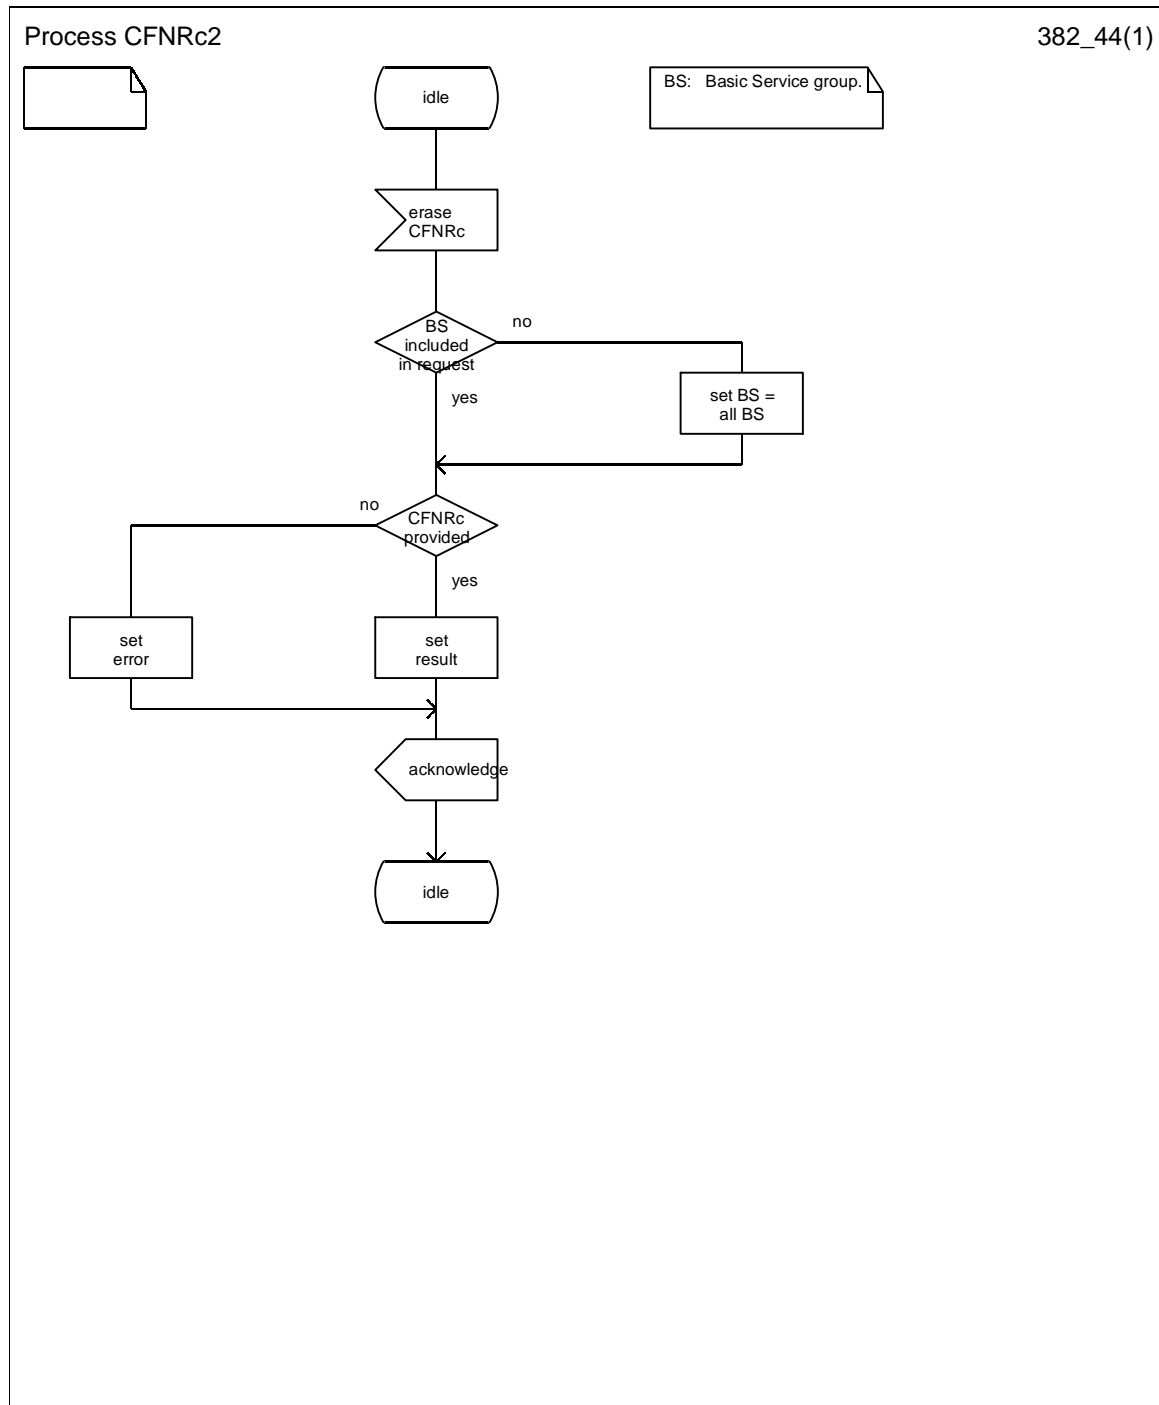 Process CFNRc2
382_44(1)
idle
BS: Basic Service group.
erase
CFNRc
BS
included
in request
no
yes
set BS =
all BS
no
CFNRc
provided
yes
set
error
set
result
acknowledge
idle